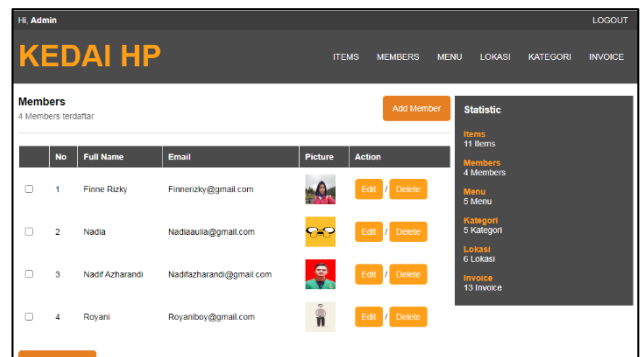 Hi, Admin LOGOUT
KEDAI HP ITEMS MEMBERS MENU LOKASI KATEGORI INVOICE
Members
4 Members terdaftar
Add Member
No Full Name Email Picture Action
1 Finne Rizky Finnerizky@gmail.com Edit / Delete
2 Nadia Nadiaaulia@gmail.com Edit / Delete
3 Nadif Azharandi Nadifazharandi@gmail.com Edit / Delete
4 Royani Royaniboy@gmail.com Edit / Delete
Statistic
Items
11 Items
Members
4 Members
Menu
5 Menu
Kategori
5 Kategori
Lokasi
6 Lokasi
Invoice
13 Invoice